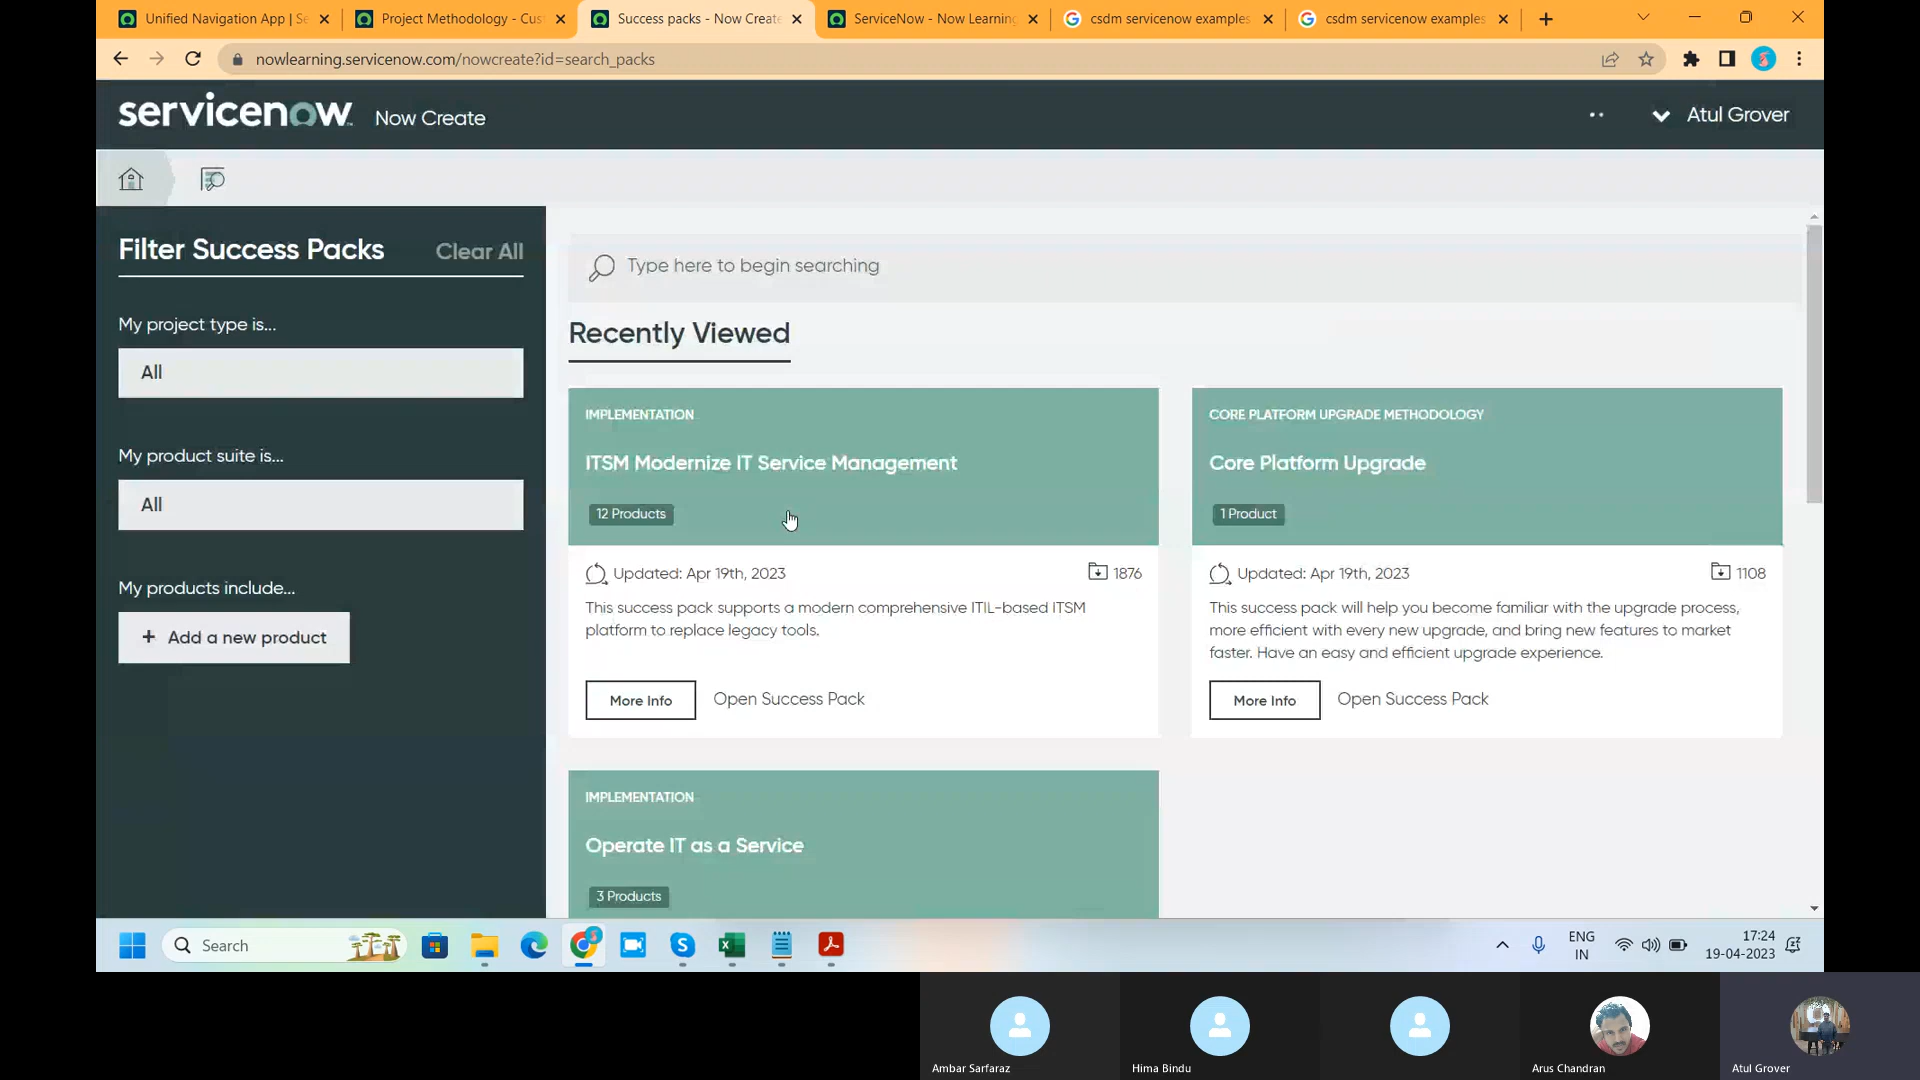 Unified Navigation App | Se
Project Methodology - Cus
Success packs - Now Create
ServiceNow - Now Learning
csdm servicenow examples
csdm servicenow examples
nowlearning.servicenow.com/nowcreate?id=search_packs
servicenow Now Create
Atul Grover
Filter Success Packs Clear All
My project type is...
All
My product suite is...
All
My products include...
+ Add a new product
Type here to begin searching
Recently Viewed
IMPLEMENTATION
ITSM Modernize IT Service Management
12 Products
Updated: Apr 19th, 2023 1876
This success pack supports a modern comprehensive ITIL-based ITSM
platform to replace legacy tools.
More Info Open Success Pack
CORE PLATFORM UPGRADE METHODOLOGY
Core Platform Upgrade
1 Product
Updated: Apr 19th, 2023 1108
This success pack will help you become familiar with the upgrade process,
more efficient with every new upgrade, and bring new features to market
faster. Have an easy and efficient upgrade experience.
More Info Open Success Pack
IMPLEMENTATION
Operate IT as a Service
3 Products
Search
ENG
IN
17:24
19-04-2023
Ambar Sarfaraz
Hima Bindu
Arus Chandran
Atul Grover